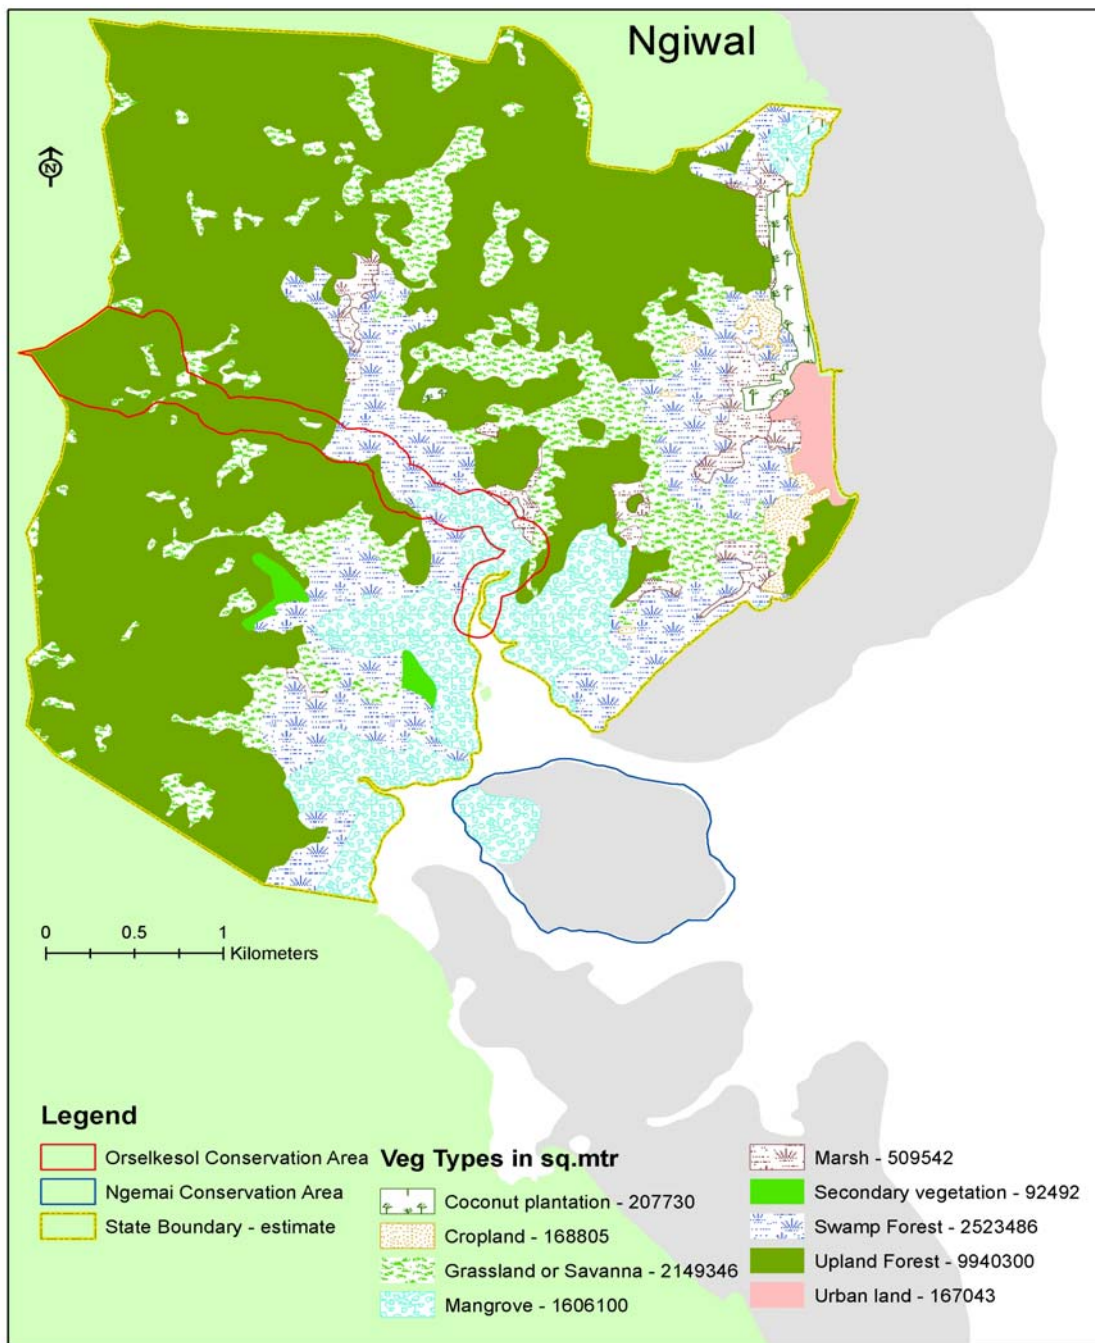 Ngiwal
N
0 0.5 1
Kilometers
Legend
Orselkesol Conservation Area
Ngemai Conservation Area
State Boundary - estimate
Veg Types in sq.mtr
Coconut plantation - 207730
Cropland - 168805
Grassland or Savanna - 2149346
Mangrove - 1606100
Marsh - 509542
Secondary vegetation - 92492
Swamp Forest - 2523486
Upland Forest - 9940300
Urban land - 167043